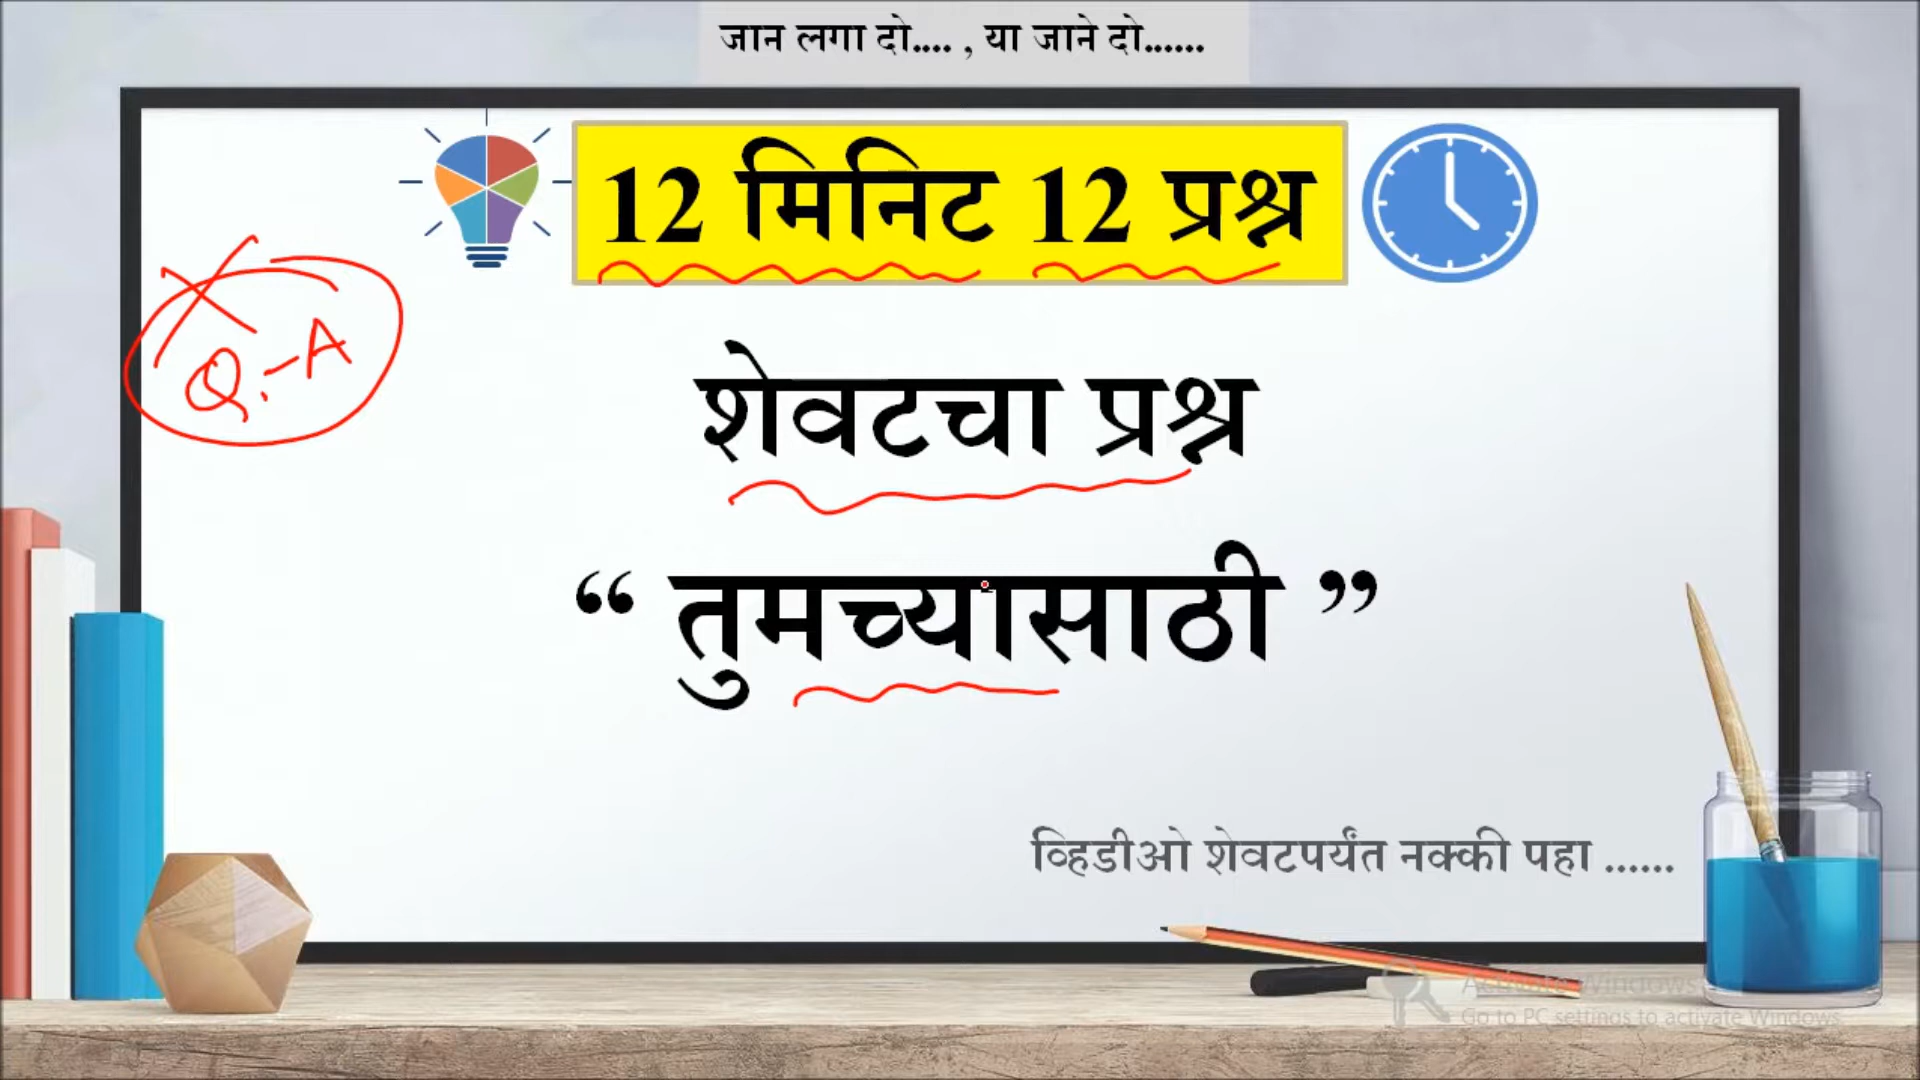 जान लगा दो.... , या जाने दो......
12 मिनिट 12 प्रश्न
Q.-A
शेवटचा प्रश्न
“ तुमच्यासाठी ”
व्हिडीओ शेवटपर्यंत नक्की पहा ......
Activate Windows
Go to PC settings to activate Windows.